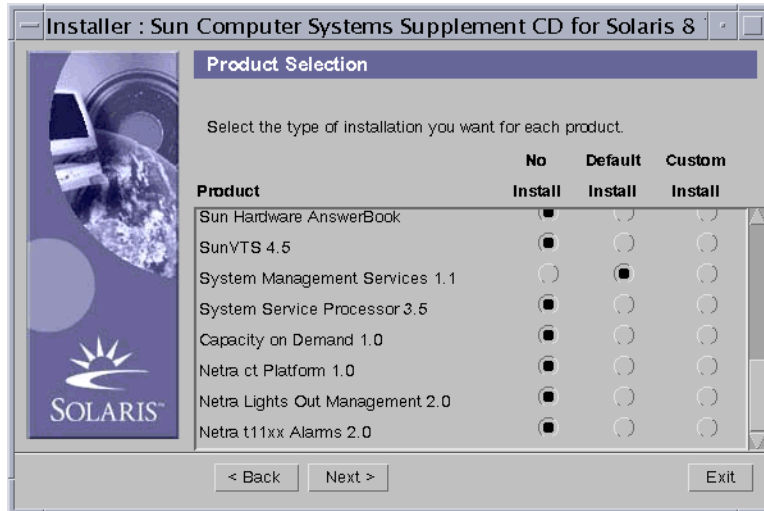 Installer : Sun Computer Systems Supplement CD for Solaris 8
Product Selection
Select the type of installation you want for each product.
No Default Custom
Product Install Install Install
Sun Hardware AnswerBook
SunVTS 4.5
System Management Services 1.1
System Service Processor 3.5
Capacity on Demand 1.0
Netra ct Platform 1.0
Netra Lights Out Management 2.0
Netra t11xx Alarms 2.0
SOLARIS™
< Back Next > Exit